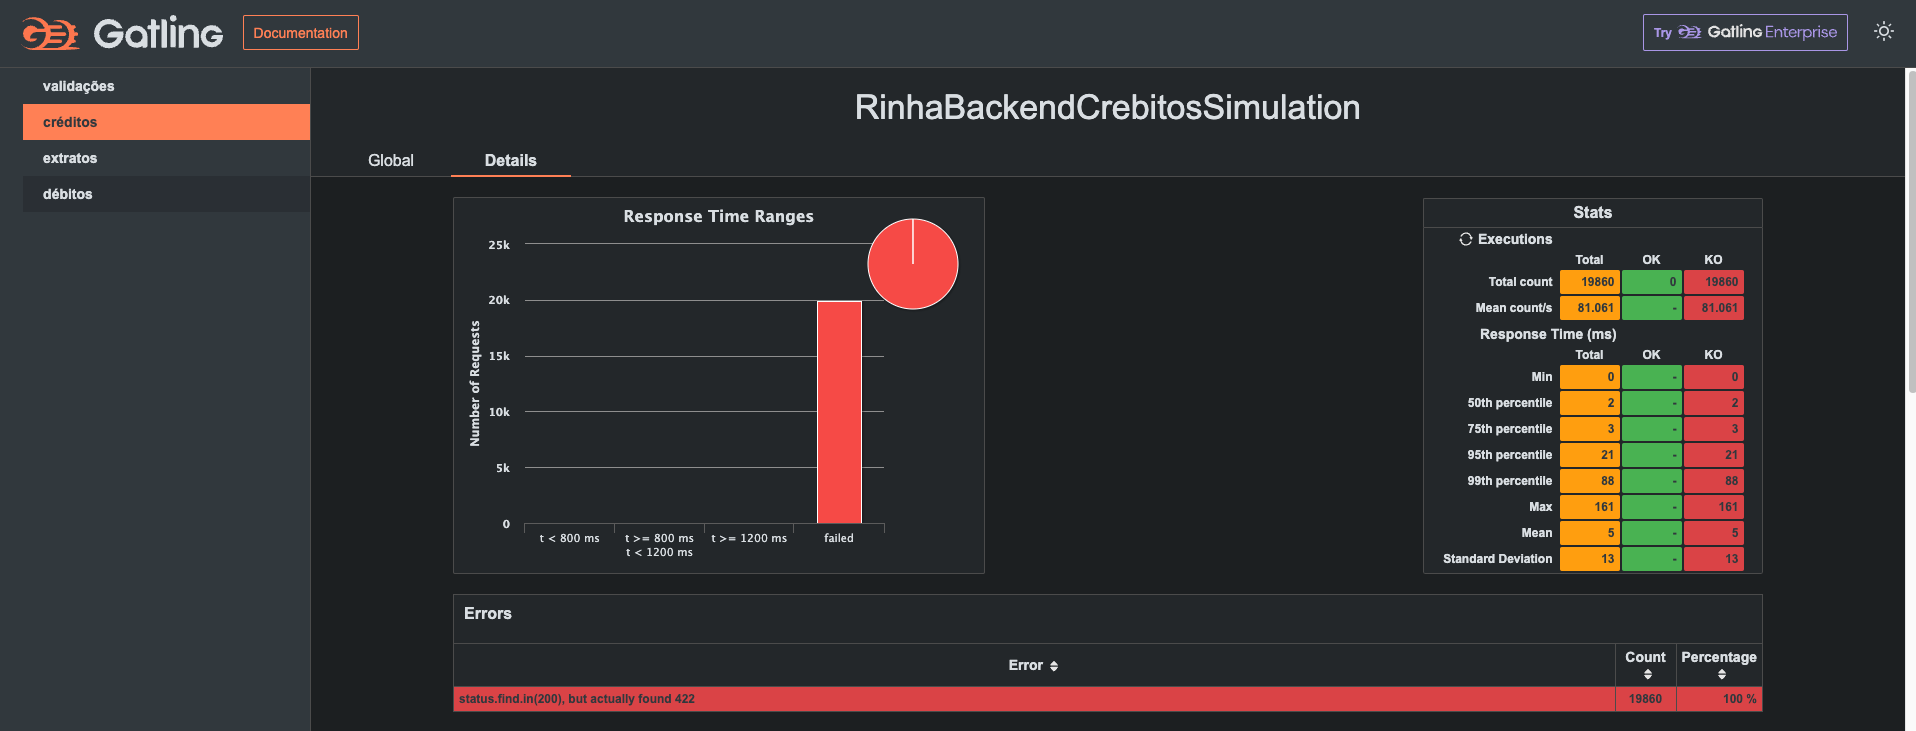 Gatling
Documentation
Try Gatling Enterprise
validações
créditos
extratos
débitos
RinhaBackendCrebitosSimulation
Global
Details
Response Time Ranges
Number of Requests
25k
20k
15k
10k
5k
0
t < 800 ms
t >= 800 ms
t < 1200 ms
t >= 1200 ms
failed
Stats
Executions
Total OK KO
Total count 19860 0 19860
Mean count/s 81.061 - 81.061
Response Time (ms)
Total OK KO
Min 0 - 0
50th percentile 2 - 2
75th percentile 3 - 3
95th percentile 21 - 21
99th percentile 88 - 88
Max 161 - 161
Mean 5 - 5
Standard Deviation 13 - 13
Errors
Error Count Percentage
status.find.in(200), but actually found 422 19860 100 %